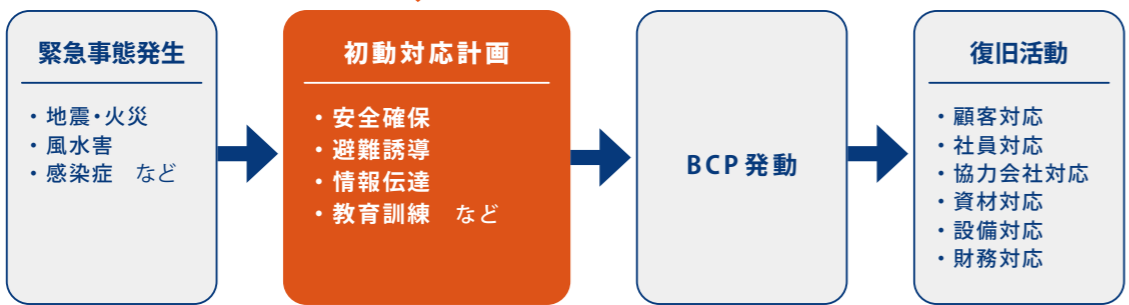 緊急事態発生
・地震・火災
・風水害
・感染症　など
初動対応計画
・安全確保
・避難誘導
・情報伝達
・教育訓練　など
BCP発動
復旧活動
・顧客対応
・社員対応
・協力会社対応
・資材対応
・設備対応
・財務対応